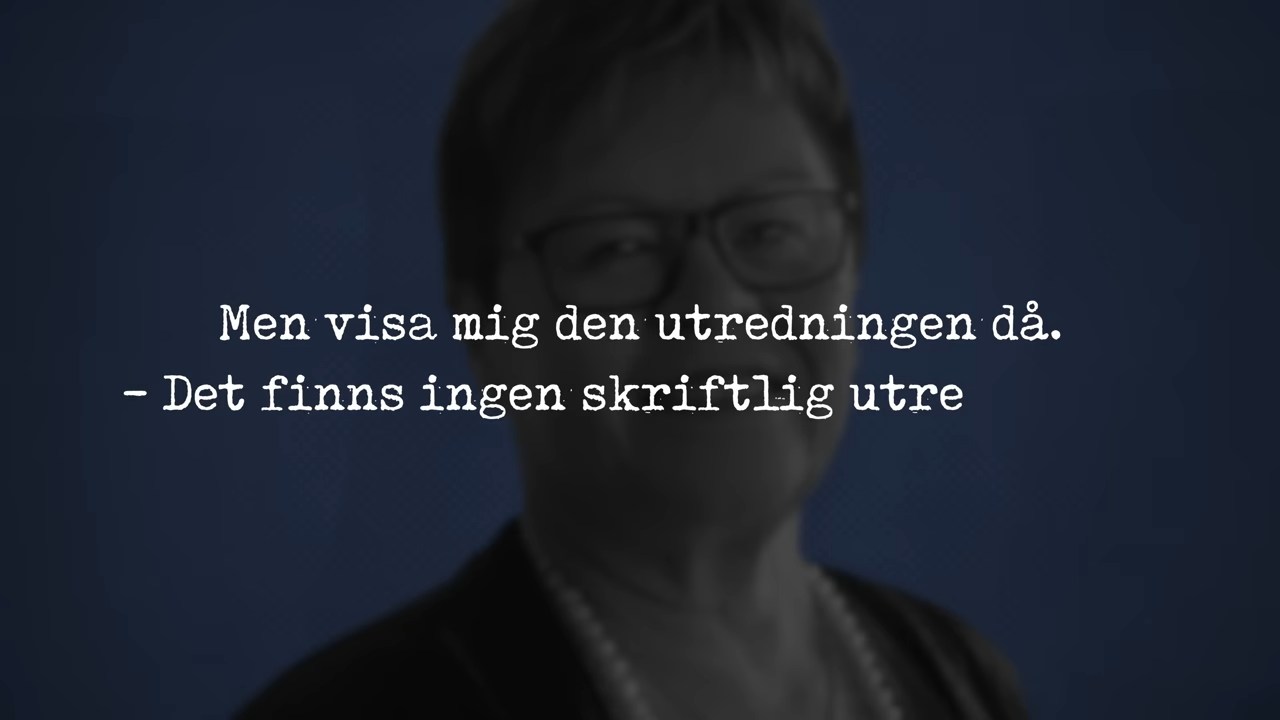 Men visa mig den utredningen då.
– Det finns ingen skriftlig utre